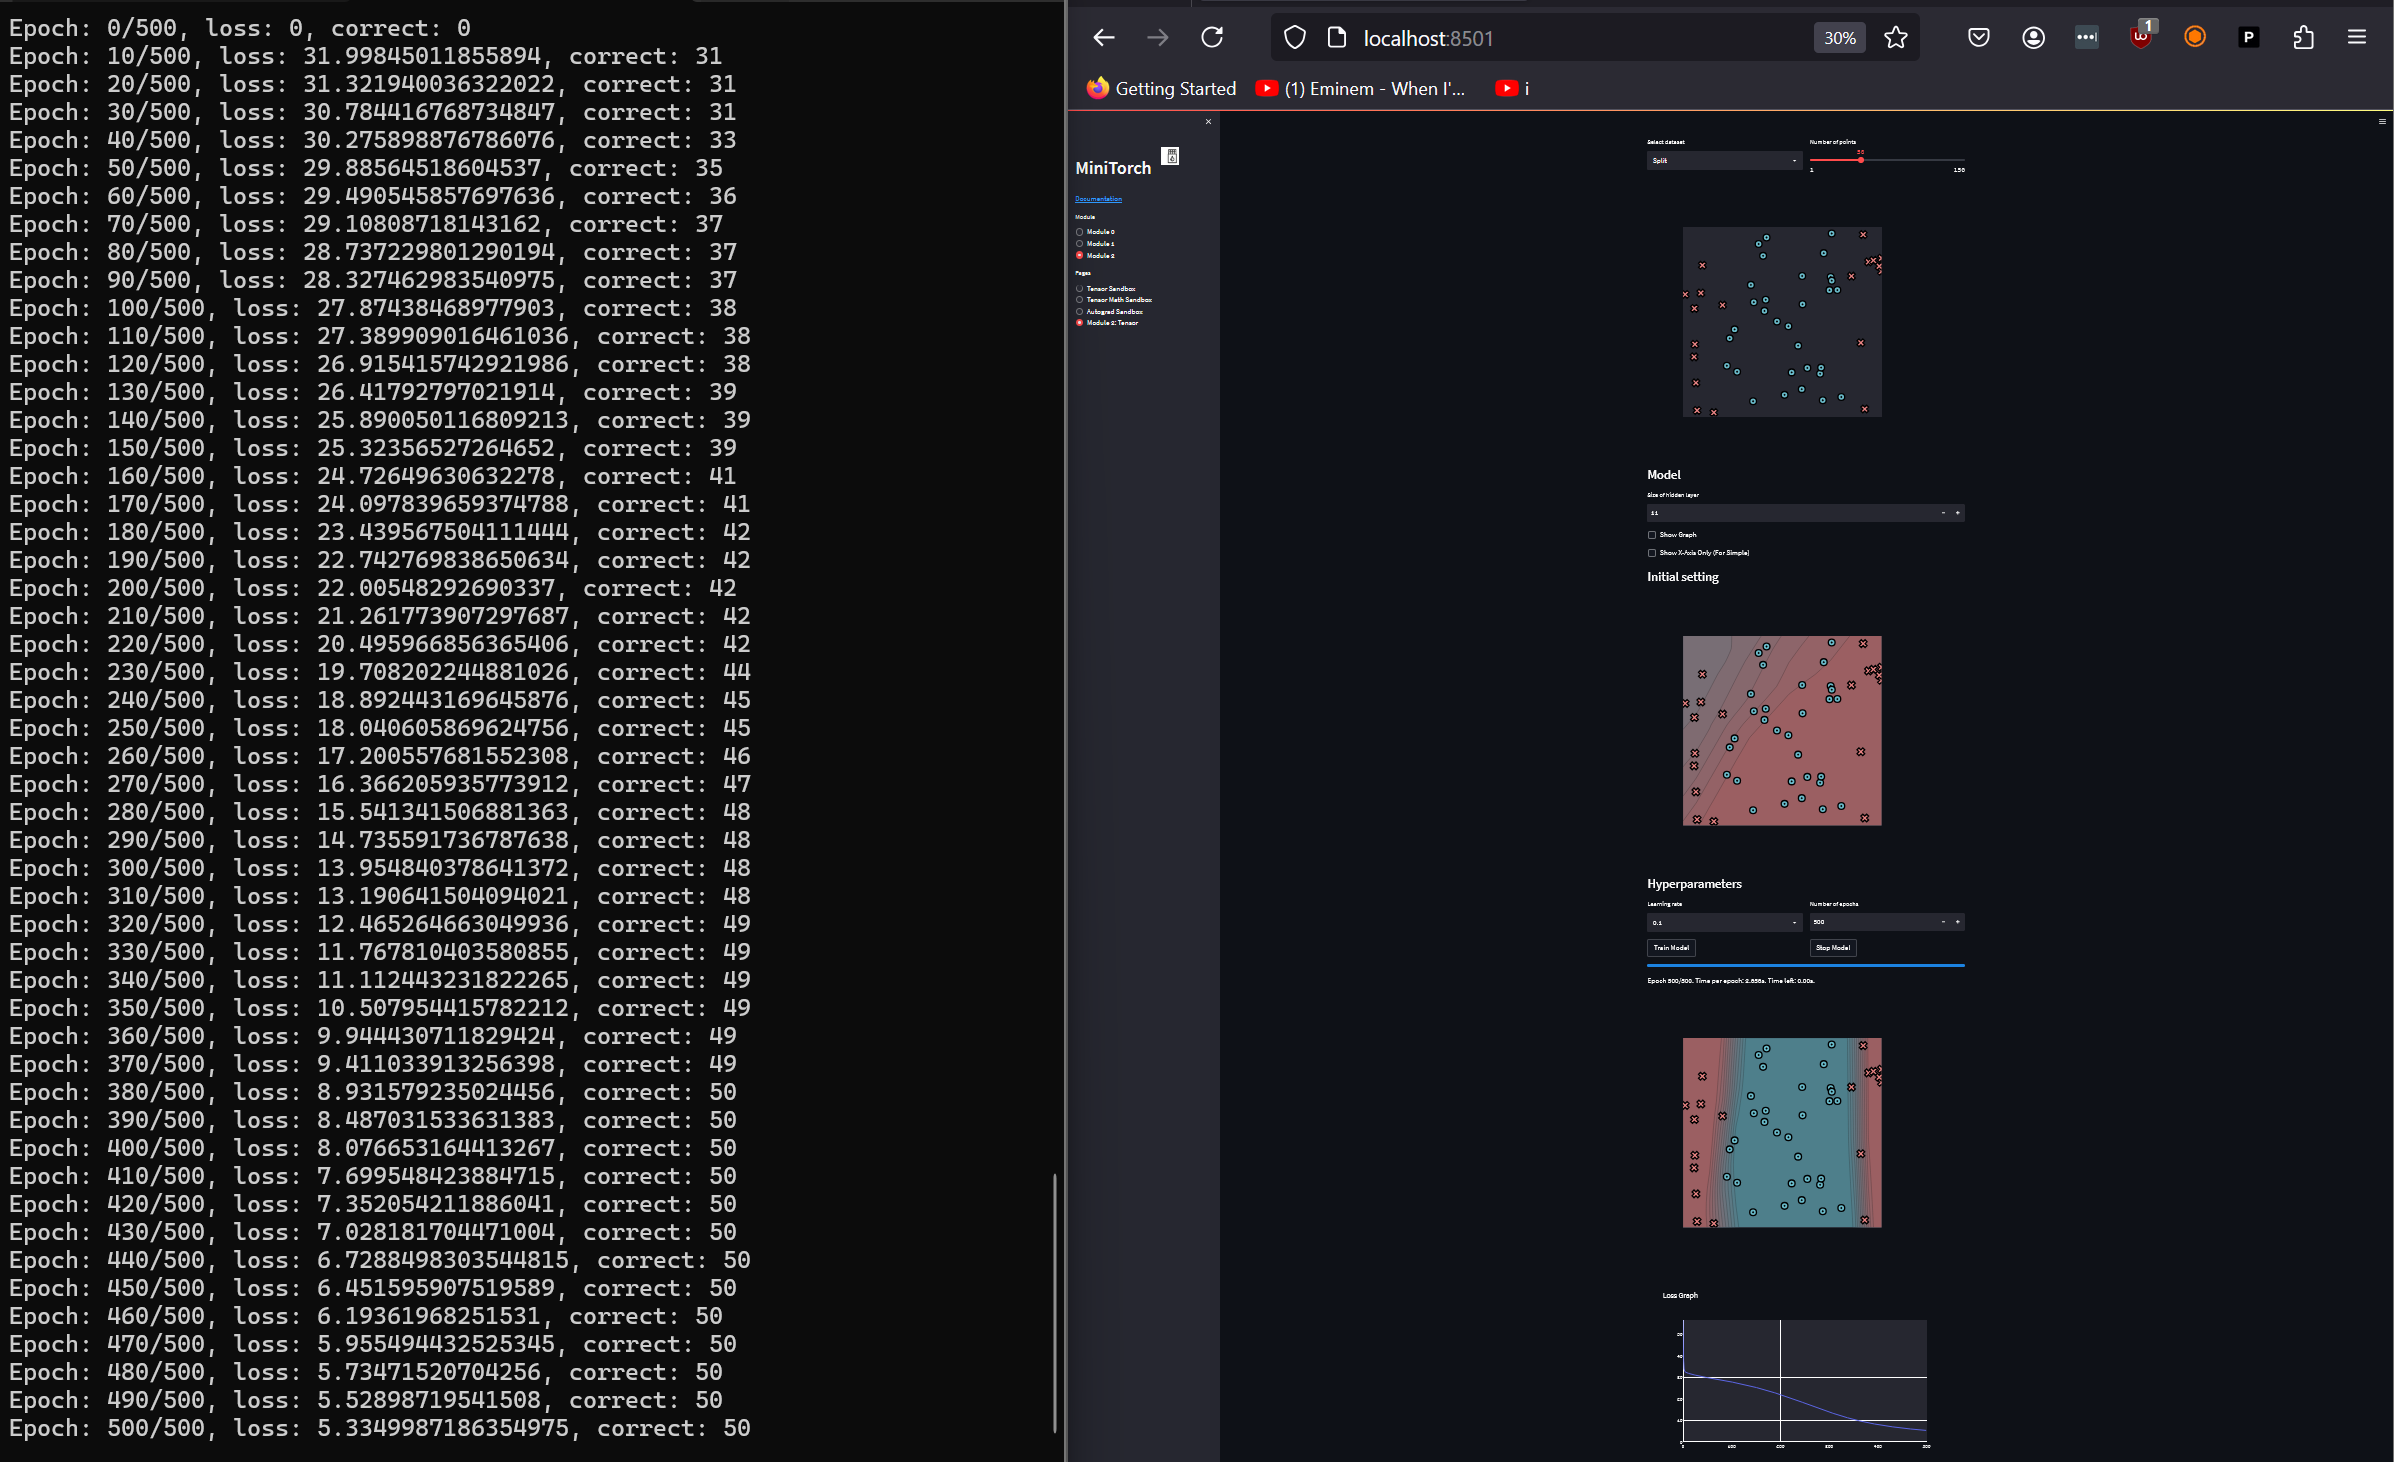 Epoch: 0/500, loss: 0, correct: 0
Epoch: 10/500, loss: 31.99845011855894, correct: 31
Epoch: 20/500, loss: 31.321940036322022, correct: 31
Epoch: 30/500, loss: 30.784416768734847, correct: 31
Epoch: 40/500, loss: 30.275898876786076, correct: 33
Epoch: 50/500, loss: 29.88564518604537, correct: 35
Epoch: 60/500, loss: 29.490545857697636, correct: 36
Epoch: 70/500, loss: 29.10808718143162, correct: 37
Epoch: 80/500, loss: 28.737229801290194, correct: 37
Epoch: 90/500, loss: 28.327462983540975, correct: 37
Epoch: 100/500, loss: 27.87438468977903, correct: 38
Epoch: 110/500, loss: 27.389909016461036, correct: 38
Epoch: 120/500, loss: 26.915415742921986, correct: 38
Epoch: 130/500, loss: 26.41792797021914, correct: 39
Epoch: 140/500, loss: 25.890050116809213, correct: 39
Epoch: 150/500, loss: 25.32356527264652, correct: 39
Epoch: 160/500, loss: 24.72649630632278, correct: 41
Epoch: 170/500, loss: 24.097839659374788, correct: 41
Epoch: 180/500, loss: 23.439567504111444, correct: 42
Epoch: 190/500, loss: 22.742769838650634, correct: 42
Epoch: 200/500, loss: 22.00548292690337, correct: 42
Epoch: 210/500, loss: 21.261773907297687, correct: 42
Epoch: 220/500, loss: 20.495966856365406, correct: 42
Epoch: 230/500, loss: 19.708202244881026, correct: 44
Epoch: 240/500, loss: 18.892443169645876, correct: 45
Epoch: 250/500, loss: 18.040605869624756, correct: 45
Epoch: 260/500, loss: 17.200557681552308, correct: 46
Epoch: 270/500, loss: 16.366205935773912, correct: 47
Epoch: 280/500, loss: 15.541341506881363, correct: 48
Epoch: 290/500, loss: 14.735591736787638, correct: 48
Epoch: 300/500, loss: 13.954840378641372, correct: 48
Epoch: 310/500, loss: 13.190641504094021, correct: 48
Epoch: 320/500, loss: 12.465264663049936, correct: 49
Epoch: 330/500, loss: 11.767810403580855, correct: 49
Epoch: 340/500, loss: 11.112443231822265, correct: 49
Epoch: 350/500, loss: 10.507954415782212, correct: 49
Epoch: 360/500, loss: 9.944430711829424, correct: 49
Epoch: 370/500, loss: 9.411033913256398, correct: 49
Epoch: 380/500, loss: 8.931579235024456, correct: 50
Epoch: 390/500, loss: 8.487031533631383, correct: 50
Epoch: 400/500, loss: 8.076653164413267, correct: 50
Epoch: 410/500, loss: 7.699548423884715, correct: 50
Epoch: 420/500, loss: 7.352054211886041, correct: 50
Epoch: 430/500, loss: 7.028181704471004, correct: 50
Epoch: 440/500, loss: 6.7288498303544815, correct: 50
Epoch: 450/500, loss: 6.451595907519589, correct: 50
Epoch: 460/500, loss: 6.19361968251531, correct: 50
Epoch: 470/500, loss: 5.955494432525345, correct: 50
Epoch: 480/500, loss: 5.73471520704256, correct: 50
Epoch: 490/500, loss: 5.52898719541508, correct: 50
Epoch: 500/500, loss: 5.3349987186354975, correct: 50
localhost:8501
30%
1
P
Getting Started
(1) Eminem - When I'...
i
MiniTorch
Documentation
Module
Module 0
Module 1
Module 2
Pages
Tensor Sandbox
Tensor Math Sandbox
Autograd Sandbox
Module 2: Tensor
Select dataset
Split
Number of points
1
150
Model
Size of hidden layer
11
Show Graph
Show X-Axis Only (For Simple)
Initial setting
Hyperparameters
Learning rate
0.1
Number of epochs
500
Train Model
Stop Model
Epoch 500/500. Time per epoch: 2.656s. Time left: 0.00s.
Loss Graph